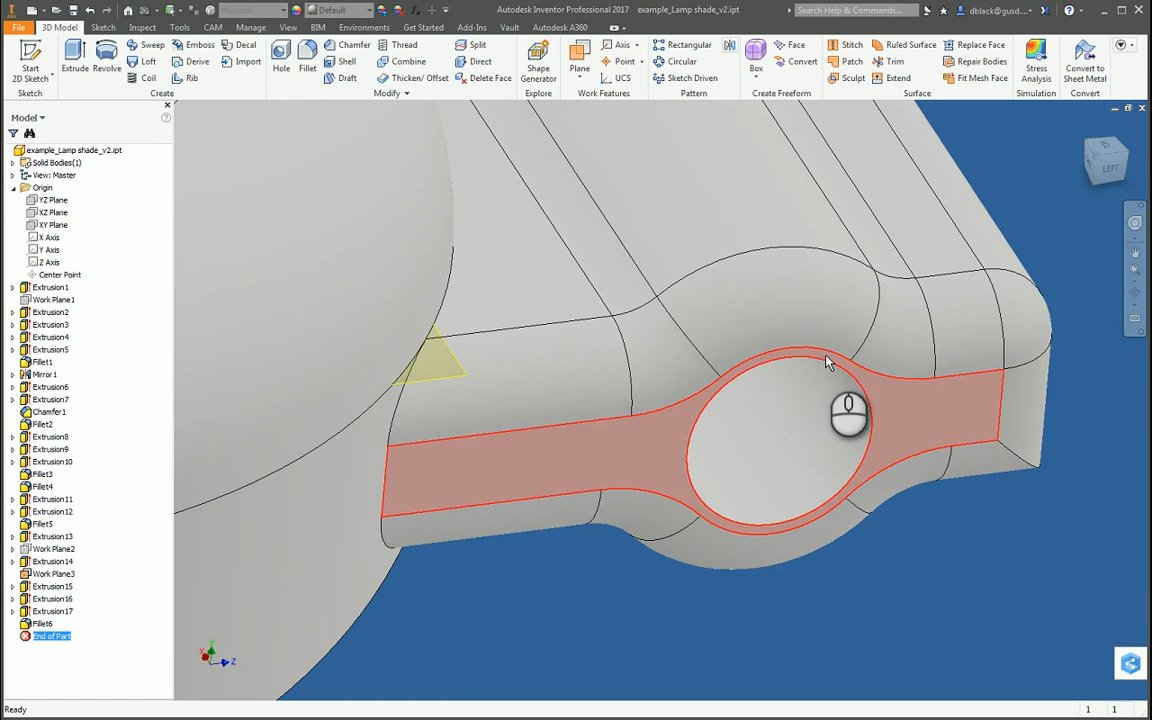 Material
Default
Autodesk Inventor Professional 2017   example_Lamp shade_v2.ipt
Search Help & Commands...
dblack@gusd....
File
3D Model
Sketch
Inspect
Tools
CAM
Manage
View
BIM
Environments
Get Started
Add-Ins
Vault
Autodesk A360
Start
2D Sketch
Sketch
Extrude
Revolve
Sweep
Emboss
Decal
Loft
Derive
Import
Coil
Rib
Create
Hole
Fillet
Chamfer
Thread
Split
Shell
Combine
Direct
Draft
Thicken/ Offset
Delete Face
Modify
Shape
Generator
Explore
Plane
Axis
Point
UCS
Work Features
Rectangular
Circular
Sketch Driven
Pattern
Box
Face
Convert
Create Freeform
Stitch
Ruled Surface
Replace Face
Patch
Trim
Repair Bodies
Sculpt
Extend
Fit Mesh Face
Surface
Stress
Analysis
Simulation
Convert to
Sheet Metal
Convert
Model
example_Lamp shade_v2.ipt
Solid Bodies(1)
View: Master
Origin
YZ Plane
XZ Plane
XY Plane
X Axis
Y Axis
Z Axis
Center Point
Extrusion1
Work Plane1
Extrusion2
Extrusion3
Extrusion4
Extrusion5
Fillet1
Mirror1
Extrusion6
Extrusion7
Chamfer1
Fillet2
Extrusion8
Extrusion9
Extrusion10
Fillet3
Fillet4
Extrusion11
Extrusion12
Fillet5
Extrusion13
Work Plane2
Extrusion14
Work Plane3
Extrusion15
Extrusion16
Extrusion17
Fillet6
End of Part
LEFT
X
Y
Z
Ready
1
1